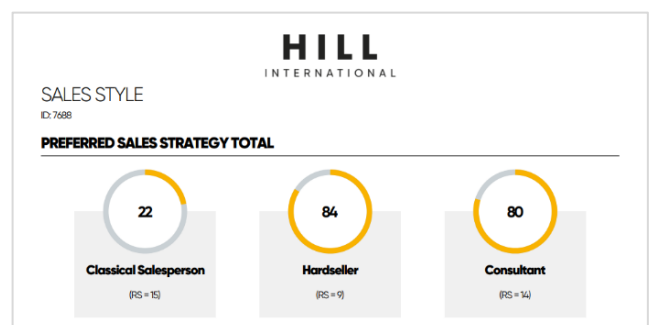 HILL
INTERNATIONAL
SALES STYLE
ID: 7688
PREFERRED SALES STRATEGY TOTAL
22 84 80
Classical Salesperson Hardseller Consultant
(RS = 15) (RS = 9) (RS = 14)